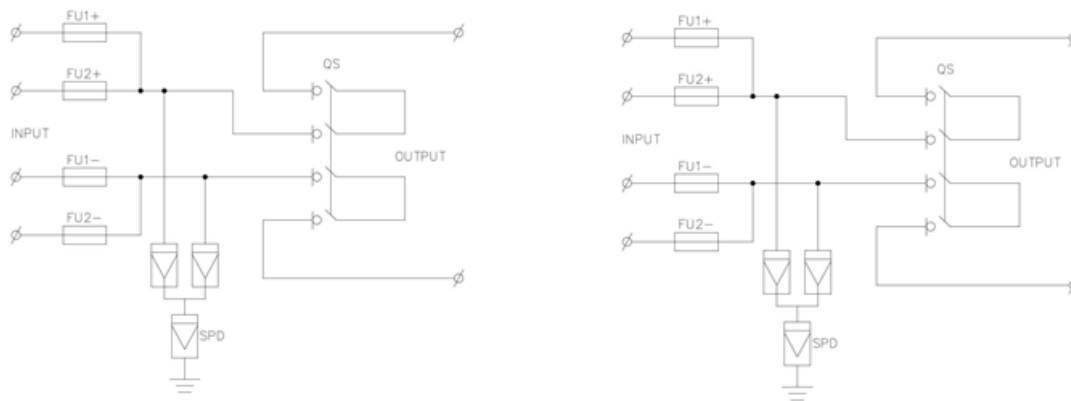 FU1+
FU2+
QS
INPUT
OUTPUT
FU1-
FU2-
SPD
FU1+
FU2+
QS
INPUT
OUTPUT
FU1-
FU2-
SPD